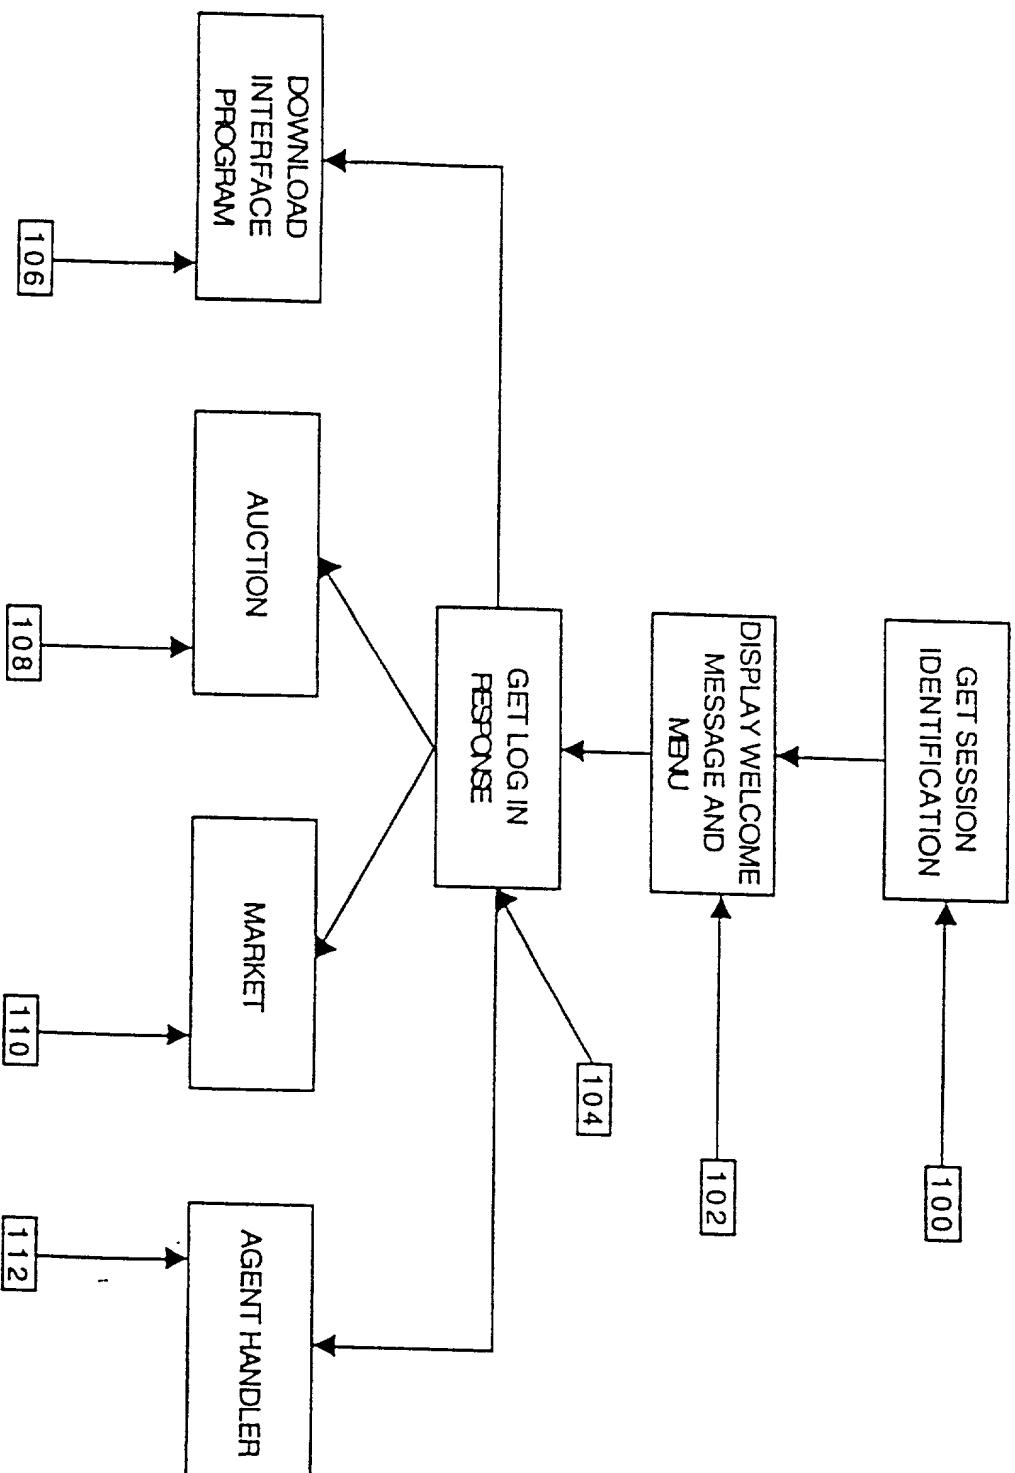 GET SESSION
IDENTIFICATION
100
DISPLAY WELCOME
MESSAGE AND
MENU
102
GET LOG IN
RESPONSE
104
DOWNLOAD
INTERFACE
PROGRAM
106
AUCTION
108
MARKET
110
AGENT HANDLER
112